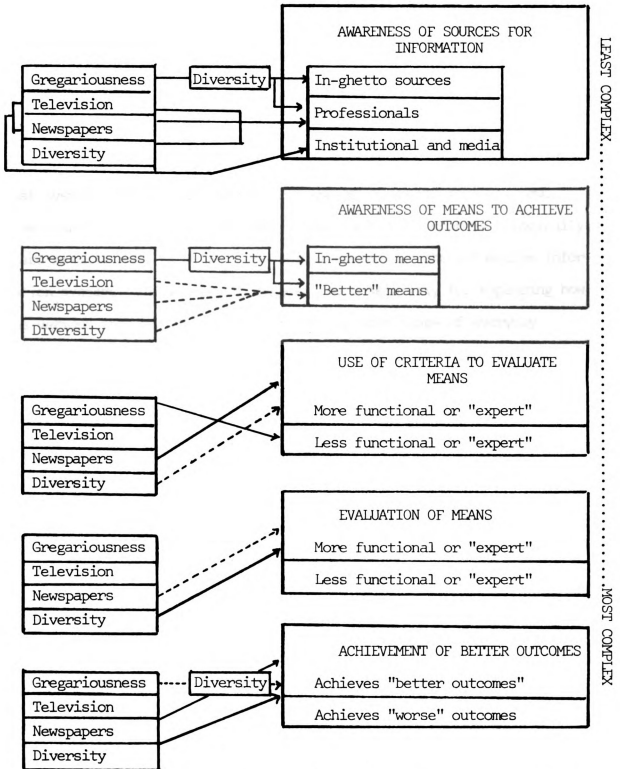 AWARENESS OF SOURCES FOR
INFORMATION
Gregariousness
Diversity
In-ghetto sources
Television
Professionals
Newspapers
Diversity
Institutional and media
AWARENESS OF MEANS TO ACHIEVE
OUTCOMES
Gregariousness
Diversity
In-ghetto means
Television
"Better" means
Newspapers
Diversity
USE OF CRITERIA TO EVALUATE
MEANS
Gregariousness
More functional or "expert"
Television
Less functional or "expert"
Newspapers
Diversity
EVALUATION OF MEANS
Gregariousness
More functional or "expert"
Television
Less functional or "expert"
Newspapers
Diversity
ACHIEVEMENT OF BETTER OUTCOMES
Gregariousness
Diversity
Achieves "better outcomes"
Television
Achieves "worse" outcomes
Newspapers
Diversity
LEAST COMPLEX
MOST COMPLEX